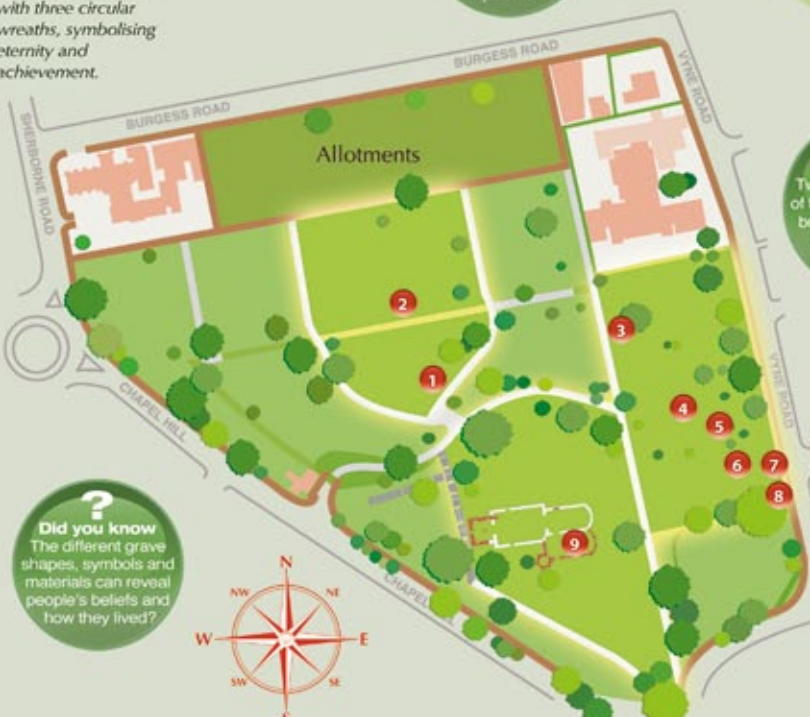 with three circular
wreaths, symbolising
eternity and
achievement.
BURGESS ROAD
BURGESS ROAD
VYNE ROAD
SHERBORNE ROAD
Allotments
2
3
1
4
5
6
7
8
9
VYNE ROAD
CHAPEL HILL
CHAPEL
?
Did you know
The different grave
shapes, symbols and
materials can reveal
people's beliefs and
how they lived?
N
NW
NE
W
E
SW
SE
S